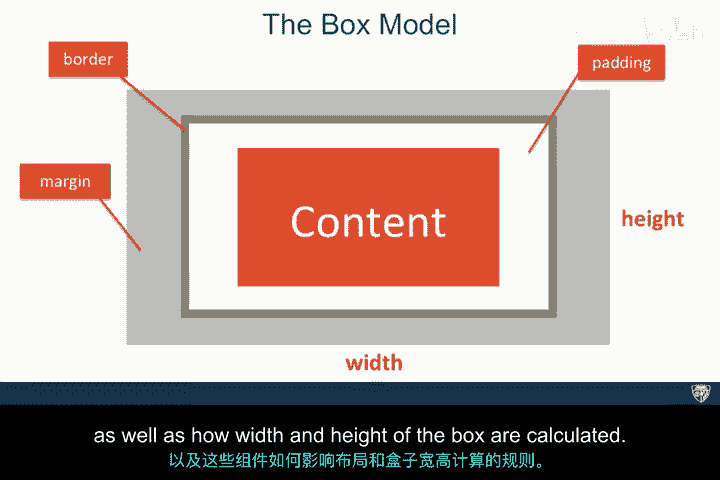 The Box Model
border
padding
margin
Content
height
width
as well as how width and height of the box are calculated.
以及这些组件如何影响布局和盒子宽高计算的规则。